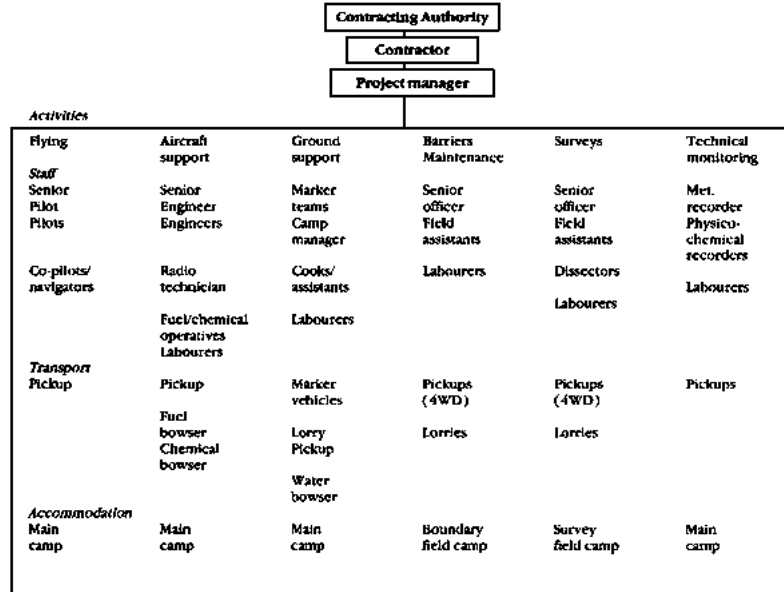 Contracting Authority
Contractor
Project manager
Activities
Flying Aircraft Ground Barriers Surveys Technical
support support Maintenance monitoring
Staff
Senior Senior Marker Senior Senior Met.
Pilot Engineer teams officer officer recorder
Pilots Engineers Camp Field Field Physico-
manager assistants assistants chemical
recorders
Co-pilots/ Radio Cooks/ Labourers Dissectors
navigators technician assistants Labourers
Labourers
Fuel/chemical Labourers
operatives
Labourers
Transport
Pickup Pickup Marker Pickups Pickups Pickups
vehicles (4WD) (4WD)
Fuel
bowser Lorry Lorries Lorries
Chemical Pickup
bowser
Water
bowser
Accommodation
Main Main Main Boundary Survey Main
camp camp camp field camp field camp camp